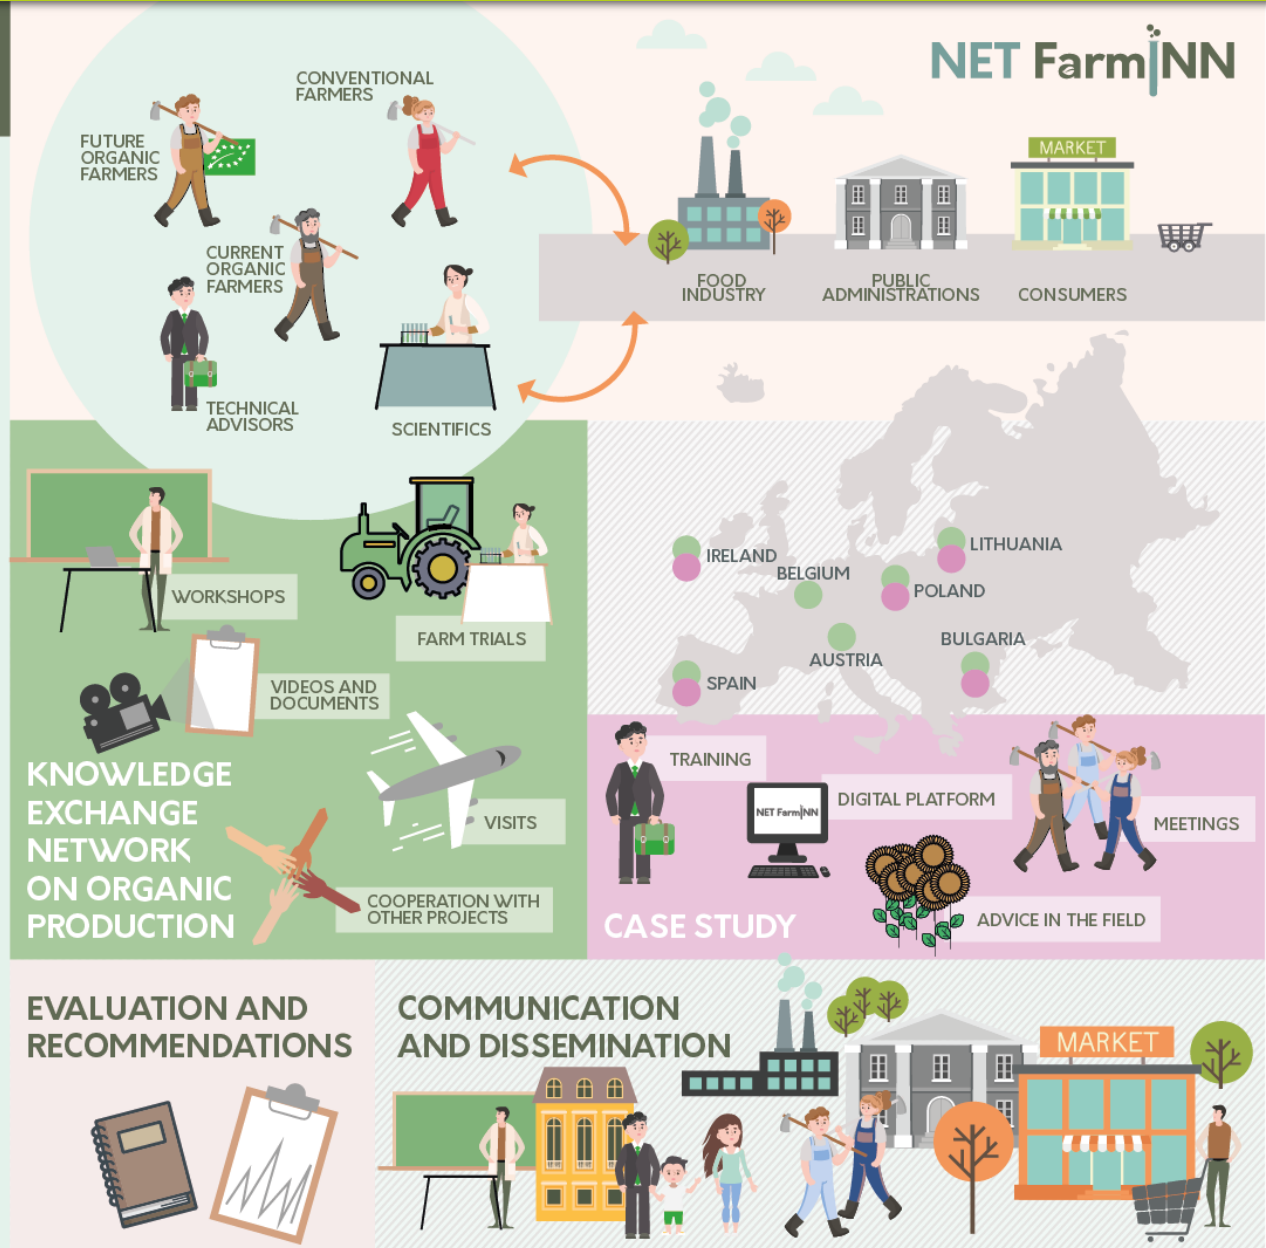 NET FarmINN
CONVENTIONAL
FARMERS
FUTURE
ORGANIC
FARMERS
CURRENT
ORGANIC
FARMERS
TECHNICAL
ADVISORS
SCIENTIFICS
MARKET
FOOD
INDUSTRY
PUBLIC
ADMINISTRATIONS
CONSUMERS
WORKSHOPS
FARM TRIALS
VIDEOS AND
DOCUMENTS
VISITS
COOPERATION WITH
OTHER PROJECTS
KNOWLEDGE
EXCHANGE
NETWORK
ON ORGANIC
PRODUCTION
IRELAND
BELGIUM
LITHUANIA
POLAND
AUSTRIA
BULGARIA
SPAIN
TRAINING
NET FarmINN
DIGITAL PLATFORM
MEETINGS
ADVICE IN THE FIELD
CASE STUDY
EVALUATION AND
RECOMMENDATIONS
COMMUNICATION
AND DISSEMINATION
MARKET